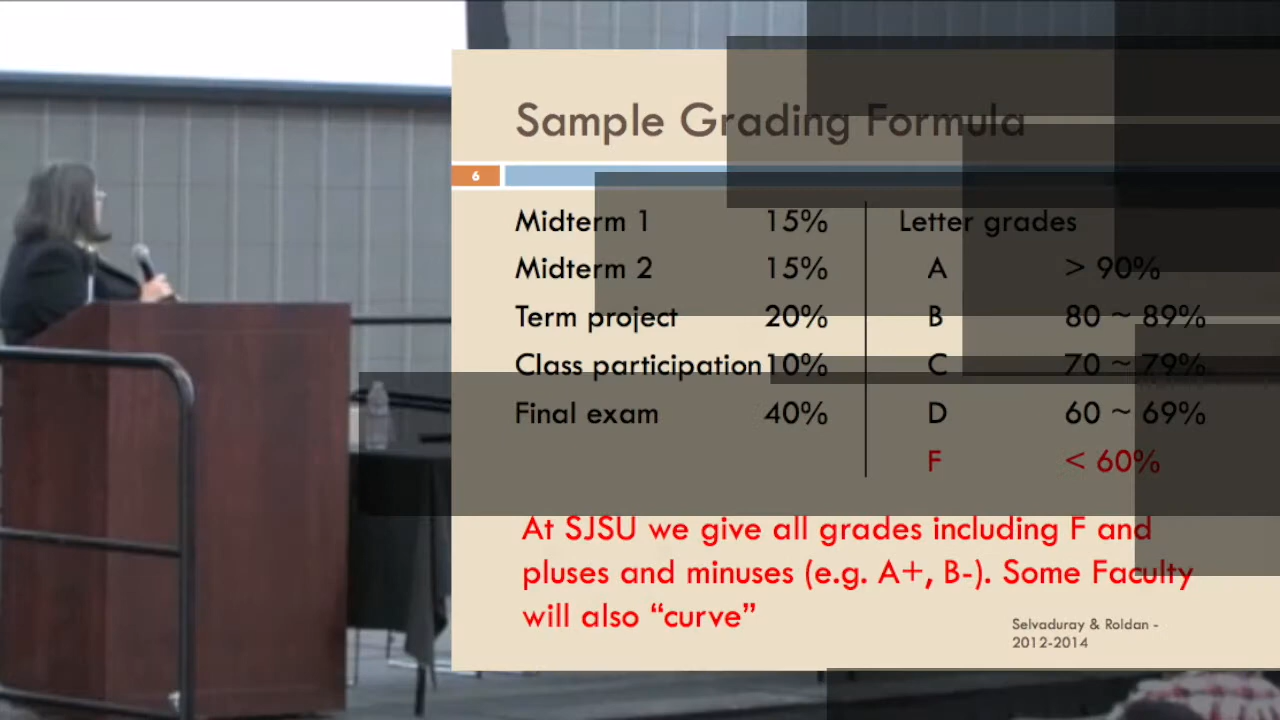 Sample Grading Formula
6
Midterm 1 15% Letter grades
Midterm 2 15% A > 90%
Term project 20% B 80 ~ 89%
Class participation 10% C 70 ~ 79%
Final exam 40% D 60 ~ 69%
F < 60%
At SJSU we give all grades including F and
pluses and minuses (e.g. A+, B-). Some Faculty
will also “curve”
Selvaduray & Roldan -
2012-2014